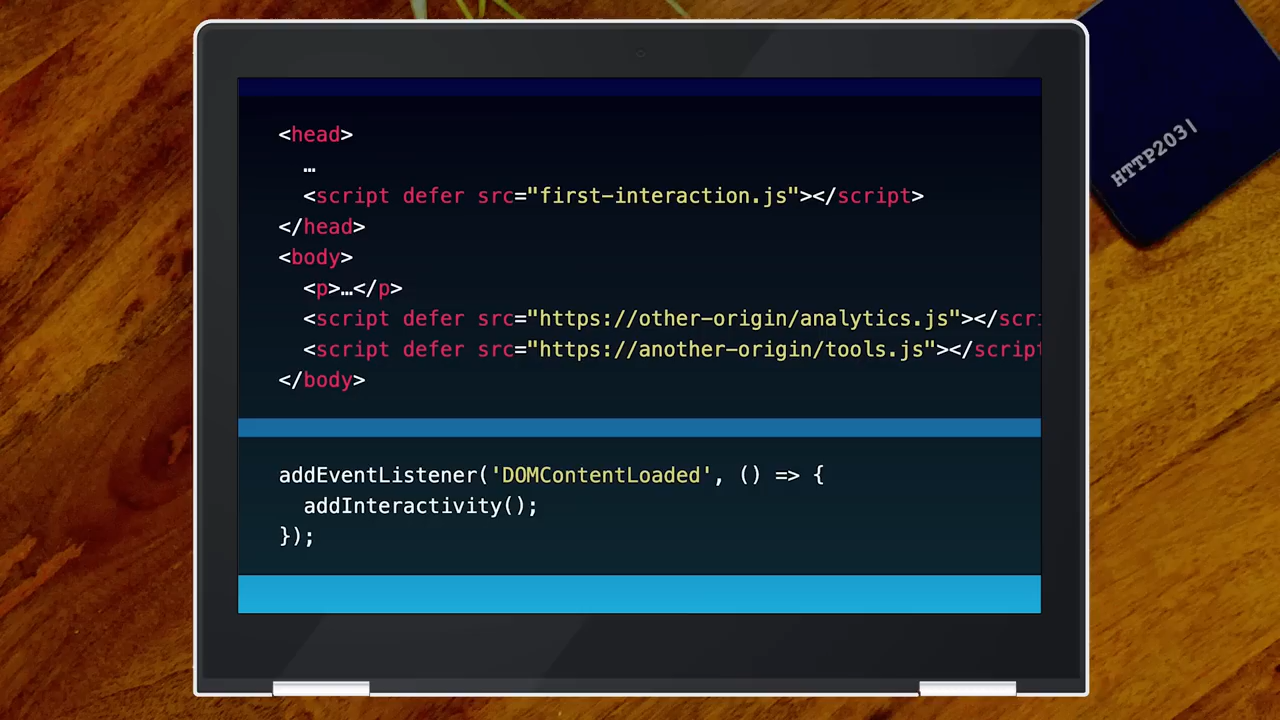 HTTP203|
<head>
…
<script defer src="first-interaction.js"></script>
</head>
<body>
<p>…</p>
<script defer src="https://other-origin/analytics.js"></scri
<script defer src="https://another-origin/tools.js"></script
</body>
addEventListener('DOMContentLoaded', () => {
addInteractivity();
});